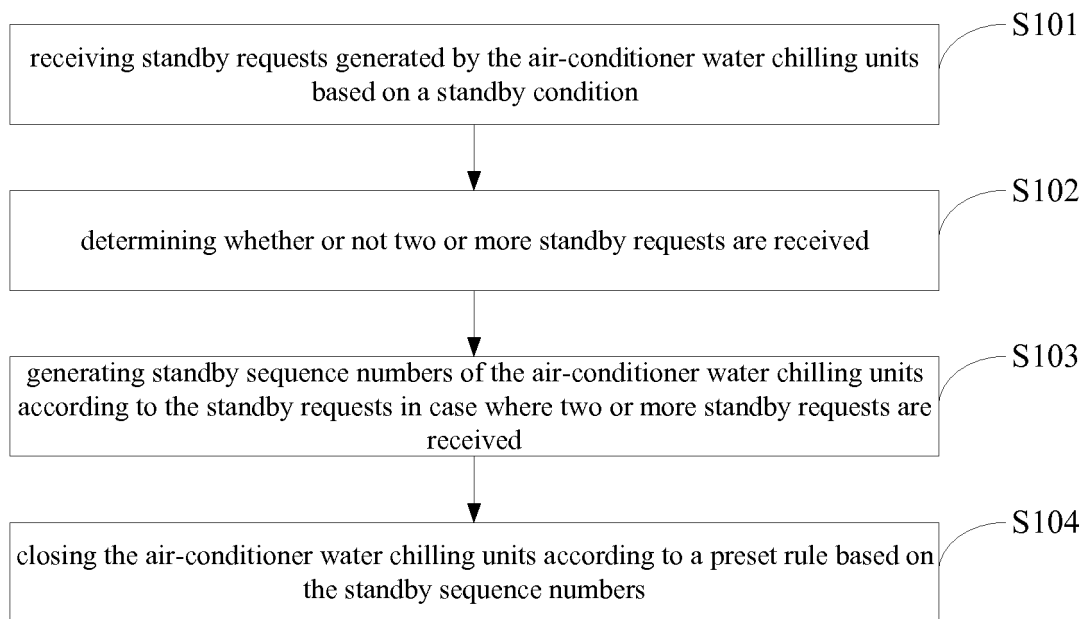 S101
receiving standby requests generated by the air-conditioner water chilling units
based on a standby condition
S102
determining whether or not two or more standby requests are received
S103
generating standby sequence numbers of the air-conditioner water chilling units
according to the standby requests in case where two or more standby requests are
received
S104
closing the air-conditioner water chilling units according to a preset rule based on
the standby sequence numbers